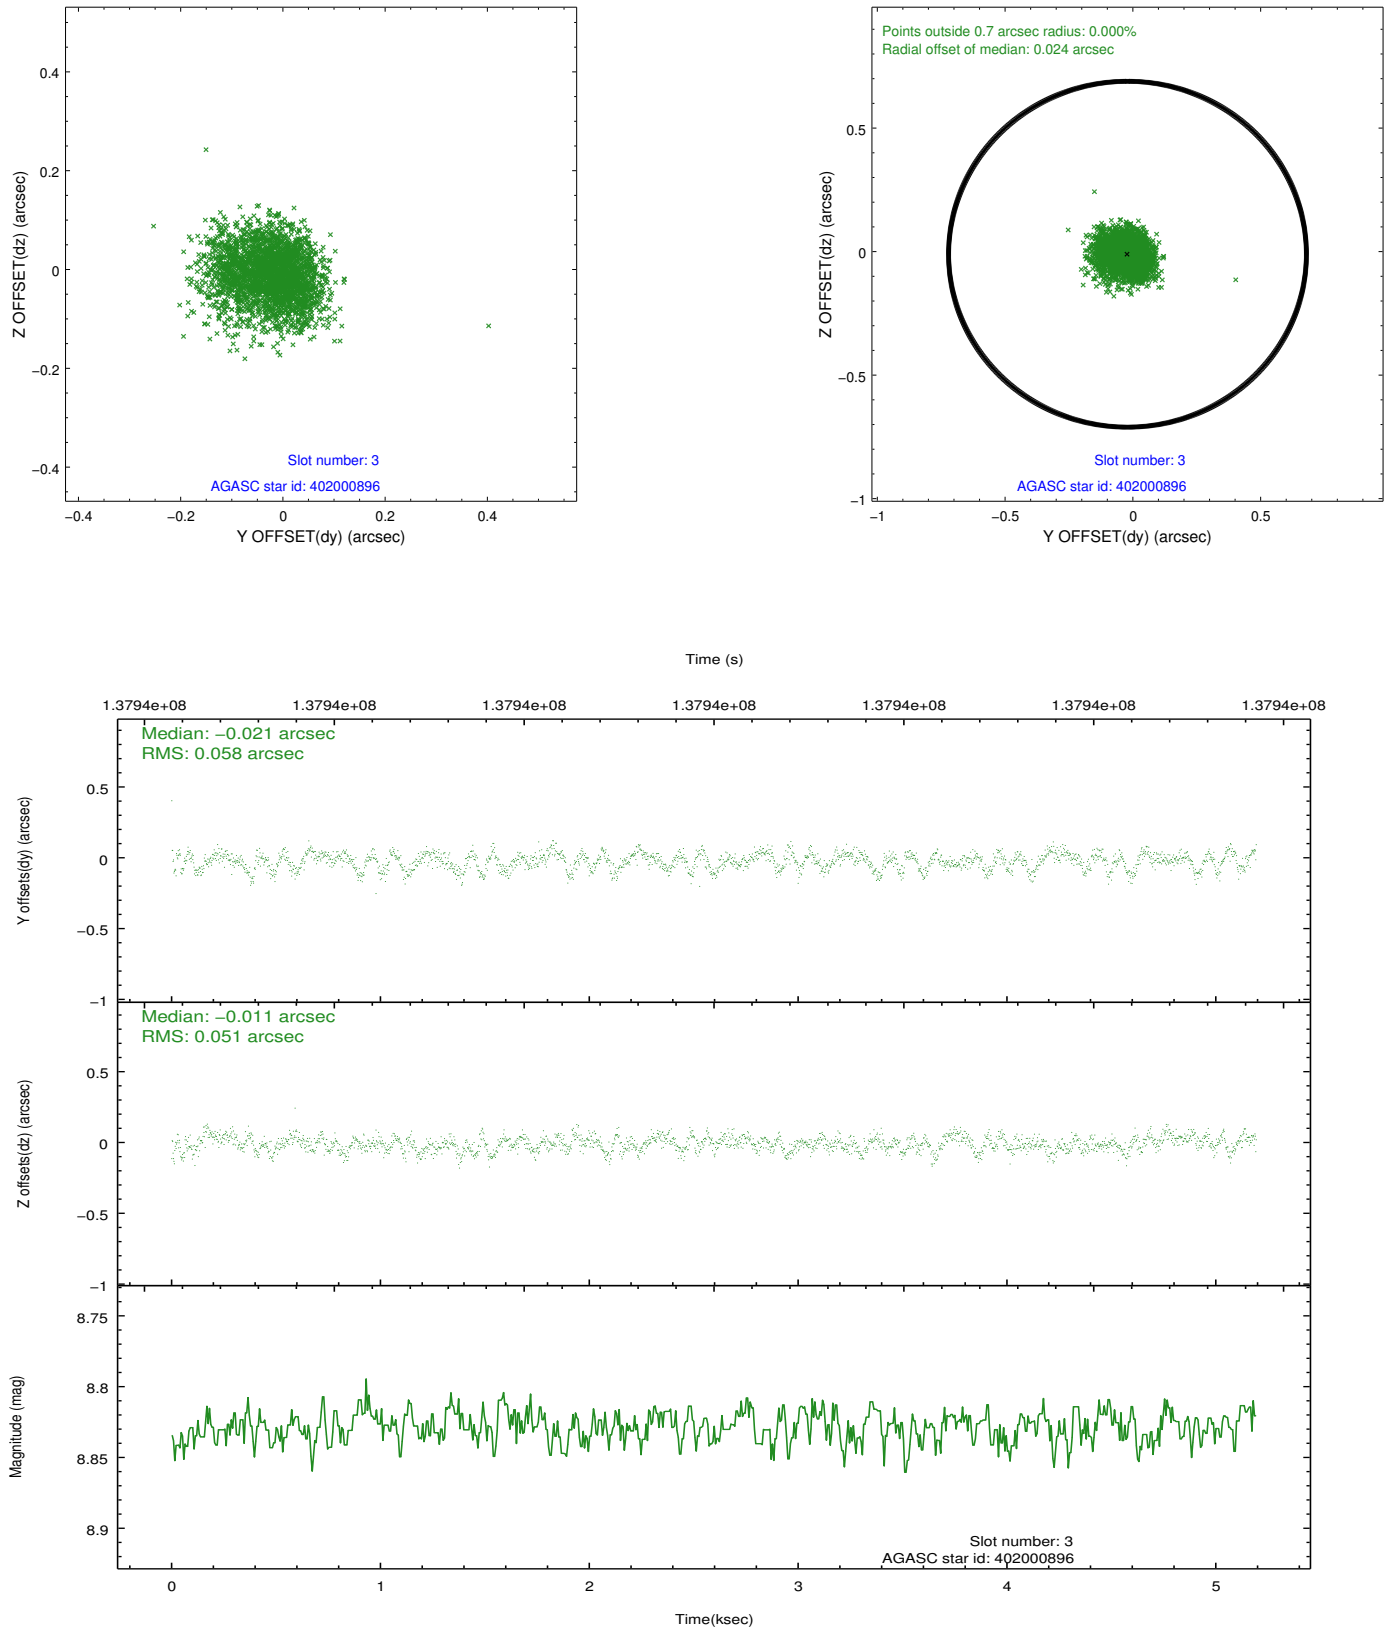 0.4
0.2
0
−0.2
−0.4
Z OFFSET(dz) (arcsec)
Slot number: 3
AGASC star id: 402000896
−0.4 −0.2 0 0.2 0.4
Y OFFSET(dy) (arcsec)
Points outside 0.7 arcsec radius: 0.000%
Radial offset of median: 0.024 arcsec
0.5
0
−0.5
−1
Z OFFSET(dz) (arcsec)
Slot number: 3
AGASC star id: 402000896
−1 −0.5 0 0.5
Y OFFSET(dy) (arcsec)
Time (s)
1.3794e+08 1.3794e+08 1.3794e+08 1.3794e+08 1.3794e+08 1.3794e+08 1.3794e+08
Median: −0.021 arcsec
RMS: 0.058 arcsec
0.5
0
−0.5
−1
Y offsets(dy) (arcsec)
Median: −0.011 arcsec
RMS: 0.051 arcsec
0.5
0
−0.5
−1
Z offsets(dz) (arcsec)
8.75
8.8
8.85
8.9
Magnitude (mag)
Slot number: 3
AGASC star id: 402000896
0 1 2 3 4 5
Time(ksec)